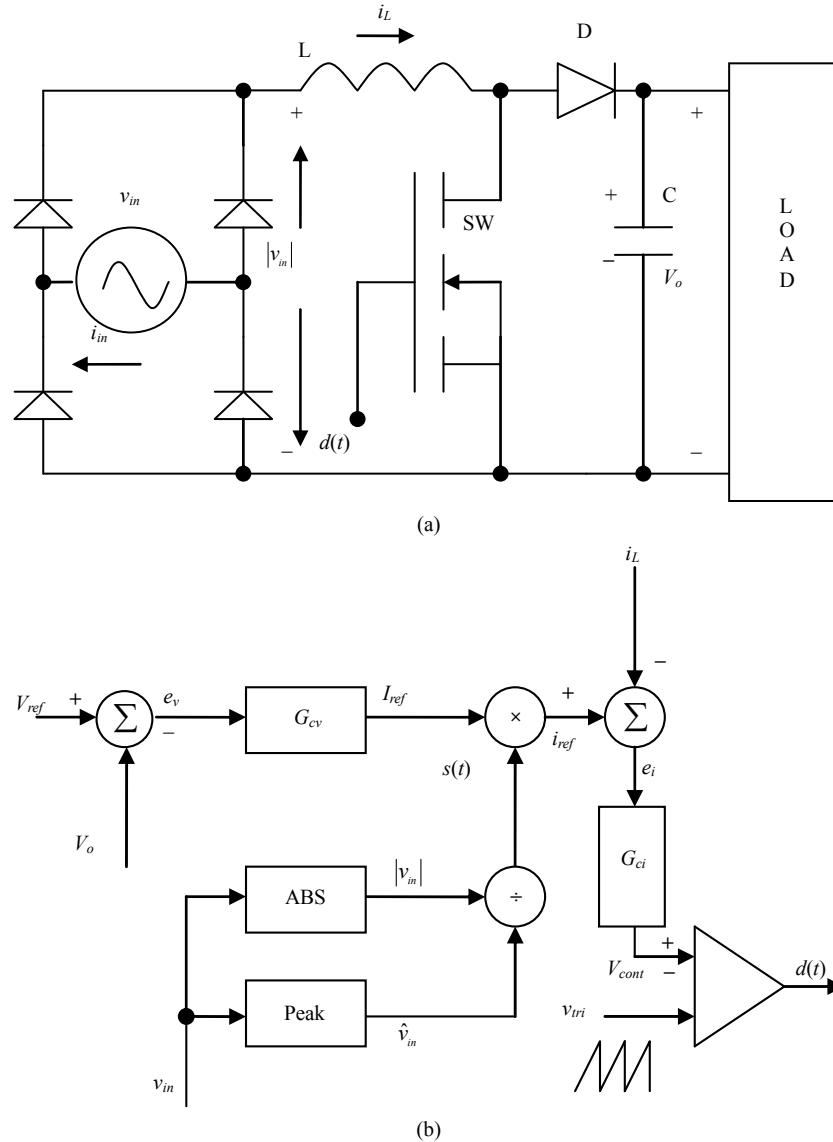 i_L
L
D
+
+
v_in
|v_in|
SW
+
C
L
O
A
D
−
V_o
i_in
−
d(t)
−
(a)
i_L
−
V_ref
+
Σ
e_v
−
G_cv
I_ref
×
+
i_ref
Σ
s(t)
e_i
V_o
G_ci
ABS
|v_in|
÷
+
−
V_cont
d(t)
Peak
v̂_in
v_tri
v_in
(b)